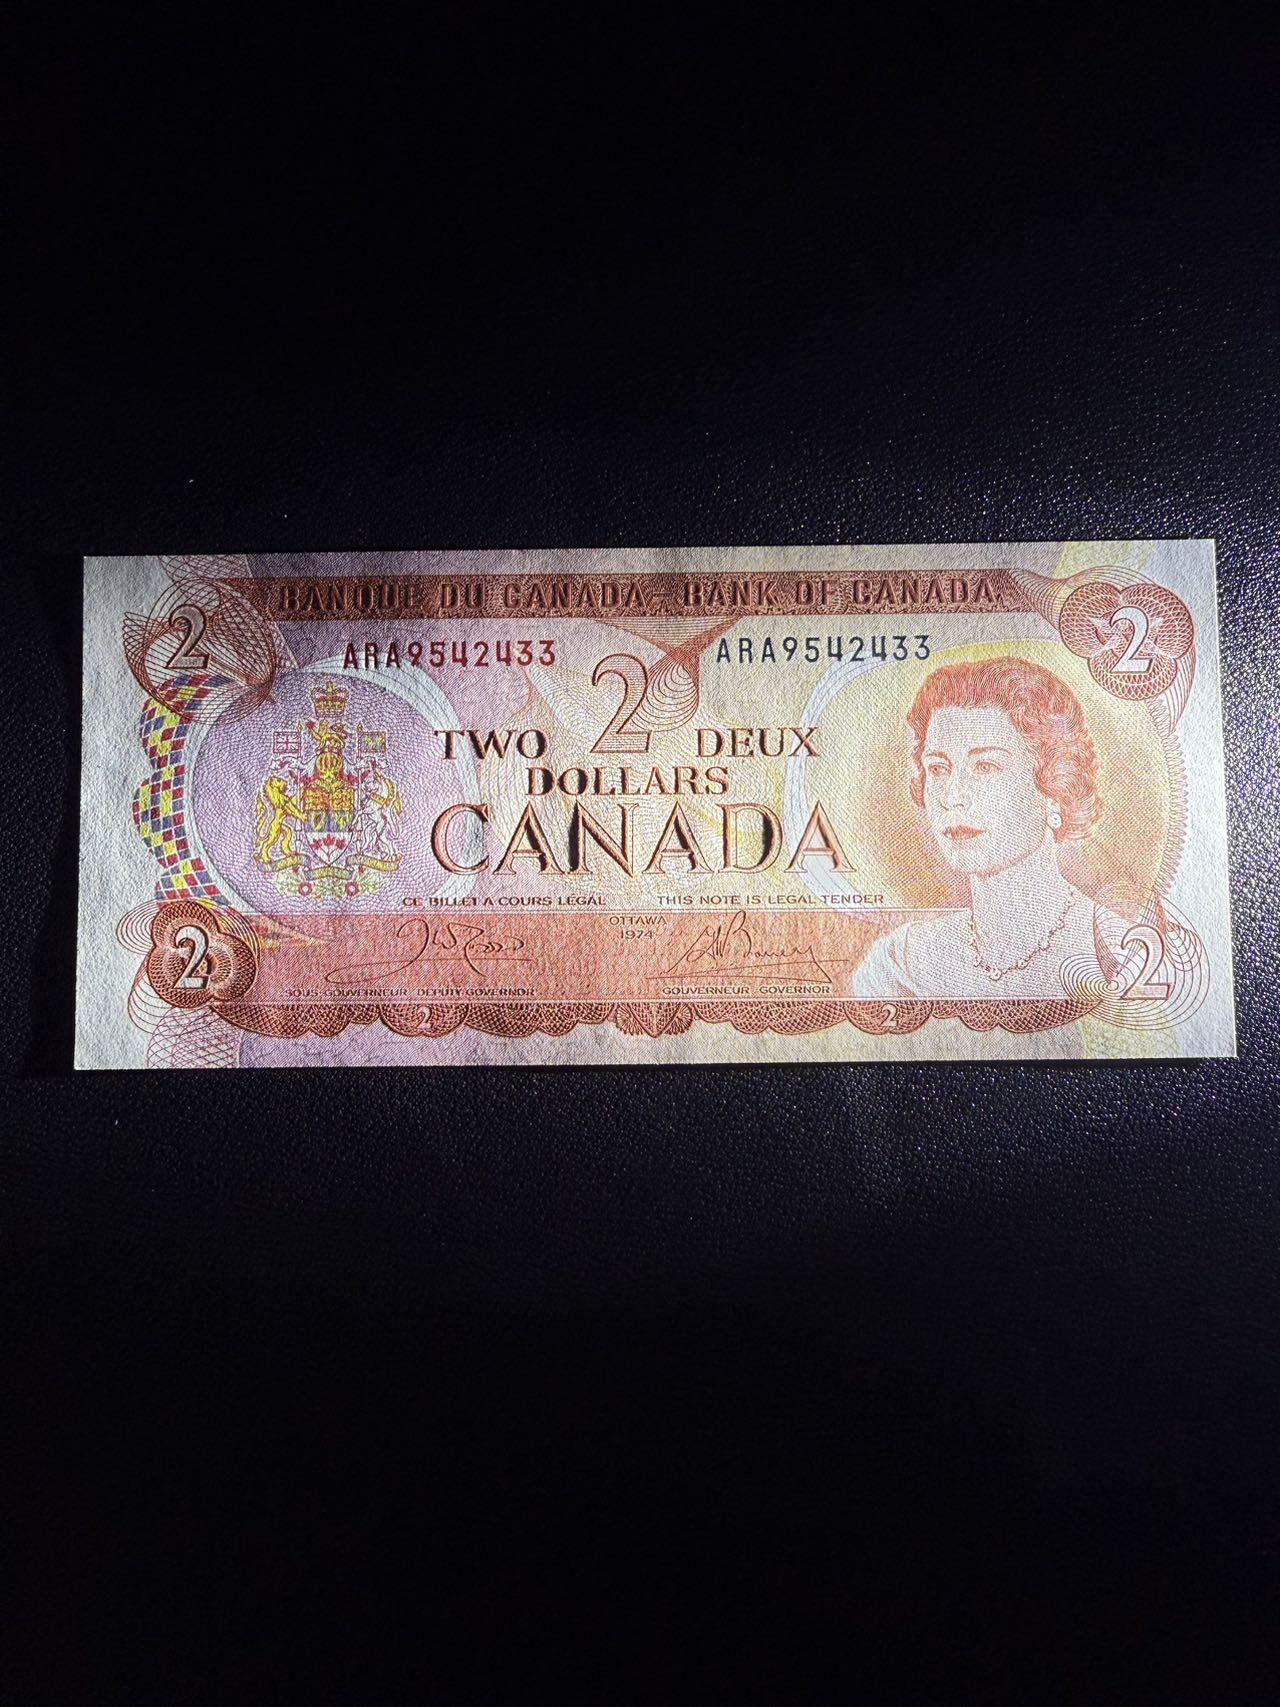 BANQUE DU CANADA – BANK OF CANADA
2 2
ARA9542433 ARA9542433
2
TWO DEUX
DOLLARS
CANADA
CE BILLET A COURS LÉGAL THIS NOTE IS LEGAL TENDER
OTTAWA
1974
2 2
SOUS-GOUVERNEUR DEPUTY-GOVERNOR GOUVERNEUR GOVERNOR
2 2